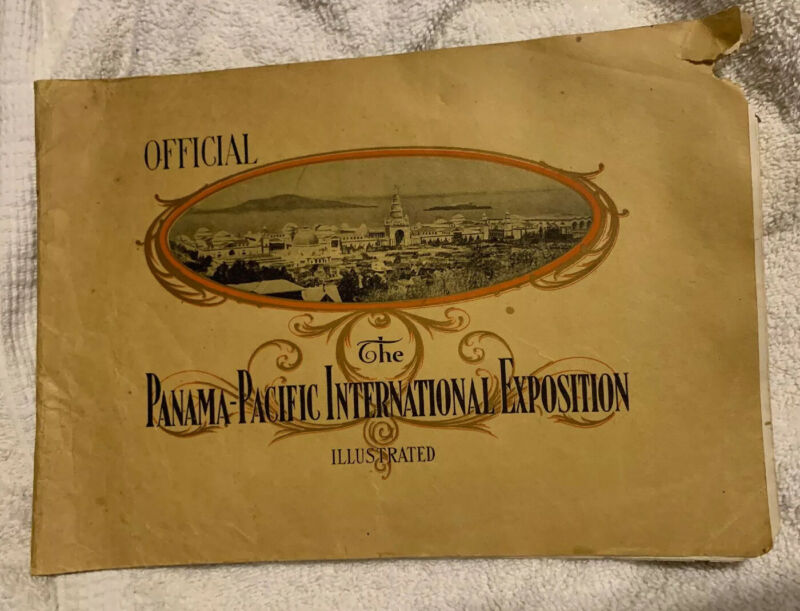 OFFICIAL
The
PANAMA-PACIFIC INTERNATIONAL EXPOSITION
ILLUSTRATED